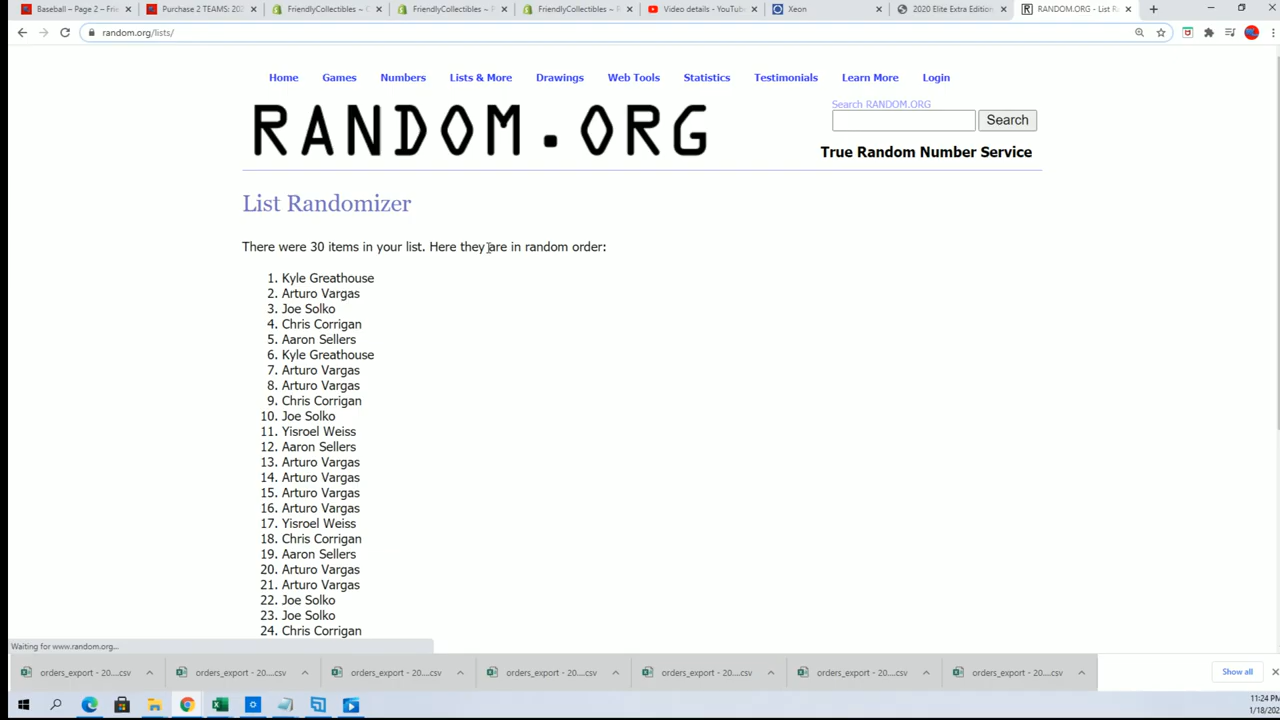 Baseball – Page 2 – Frie
Purchase 2 TEAMS: 202
FriendlyCollectibles ~ C
FriendlyCollectibles ~ P
FriendlyCollectibles ~
Video details - YouTube
Xeon
2020 Elite Extra Edition
RANDOM.ORG - List R
random.org/lists/
Home Games Numbers Lists & More Drawings Web Tools Statistics Testimonials Learn More Login
RANDOM.ORG
Search RANDOM.ORG
Search
True Random Number Service
List Randomizer
There were 30 items in your list. Here they are in random order:
1. Kyle Greathouse
2. Arturo Vargas
3. Joe Solko
4. Chris Corrigan
5. Aaron Sellers
6. Kyle Greathouse
7. Arturo Vargas
8. Arturo Vargas
9. Chris Corrigan
10. Joe Solko
11. Yisroel Weiss
12. Aaron Sellers
13. Arturo Vargas
14. Arturo Vargas
15. Arturo Vargas
16. Arturo Vargas
17. Yisroel Weiss
18. Chris Corrigan
19. Aaron Sellers
20. Arturo Vargas
21. Arturo Vargas
22. Joe Solko
23. Joe Solko
24. Chris Corrigan
Waiting for www.random.org...
orders_export - 20....csv
orders_export - 20....csv
orders_export - 20....csv
orders_export - 20....csv
orders_export - 20....csv
orders_export - 20....csv
orders_export - 20....csv
Show all
11:24 PM
1/18/202